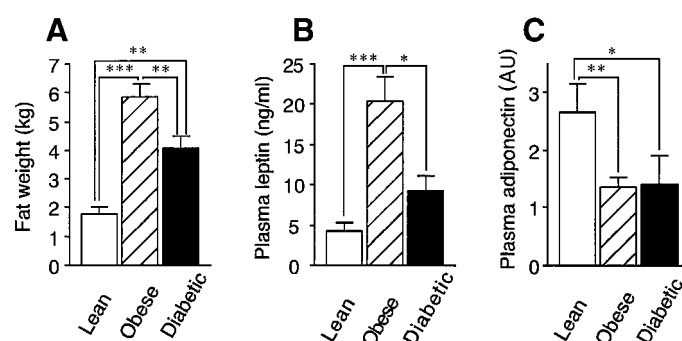 A
**
*** **
Fat weight (kg)
7
6
5
4
3
2
1
0
Lean
Obese
Diabetic
B
*** *
Plasma leptin (ng/ml)
25
20
15
10
5
0
Lean
Obese
Diabetic
C
*
**
Plasma adiponectin (AU)
3
2
1
0
Lean
Obese
Diabetic